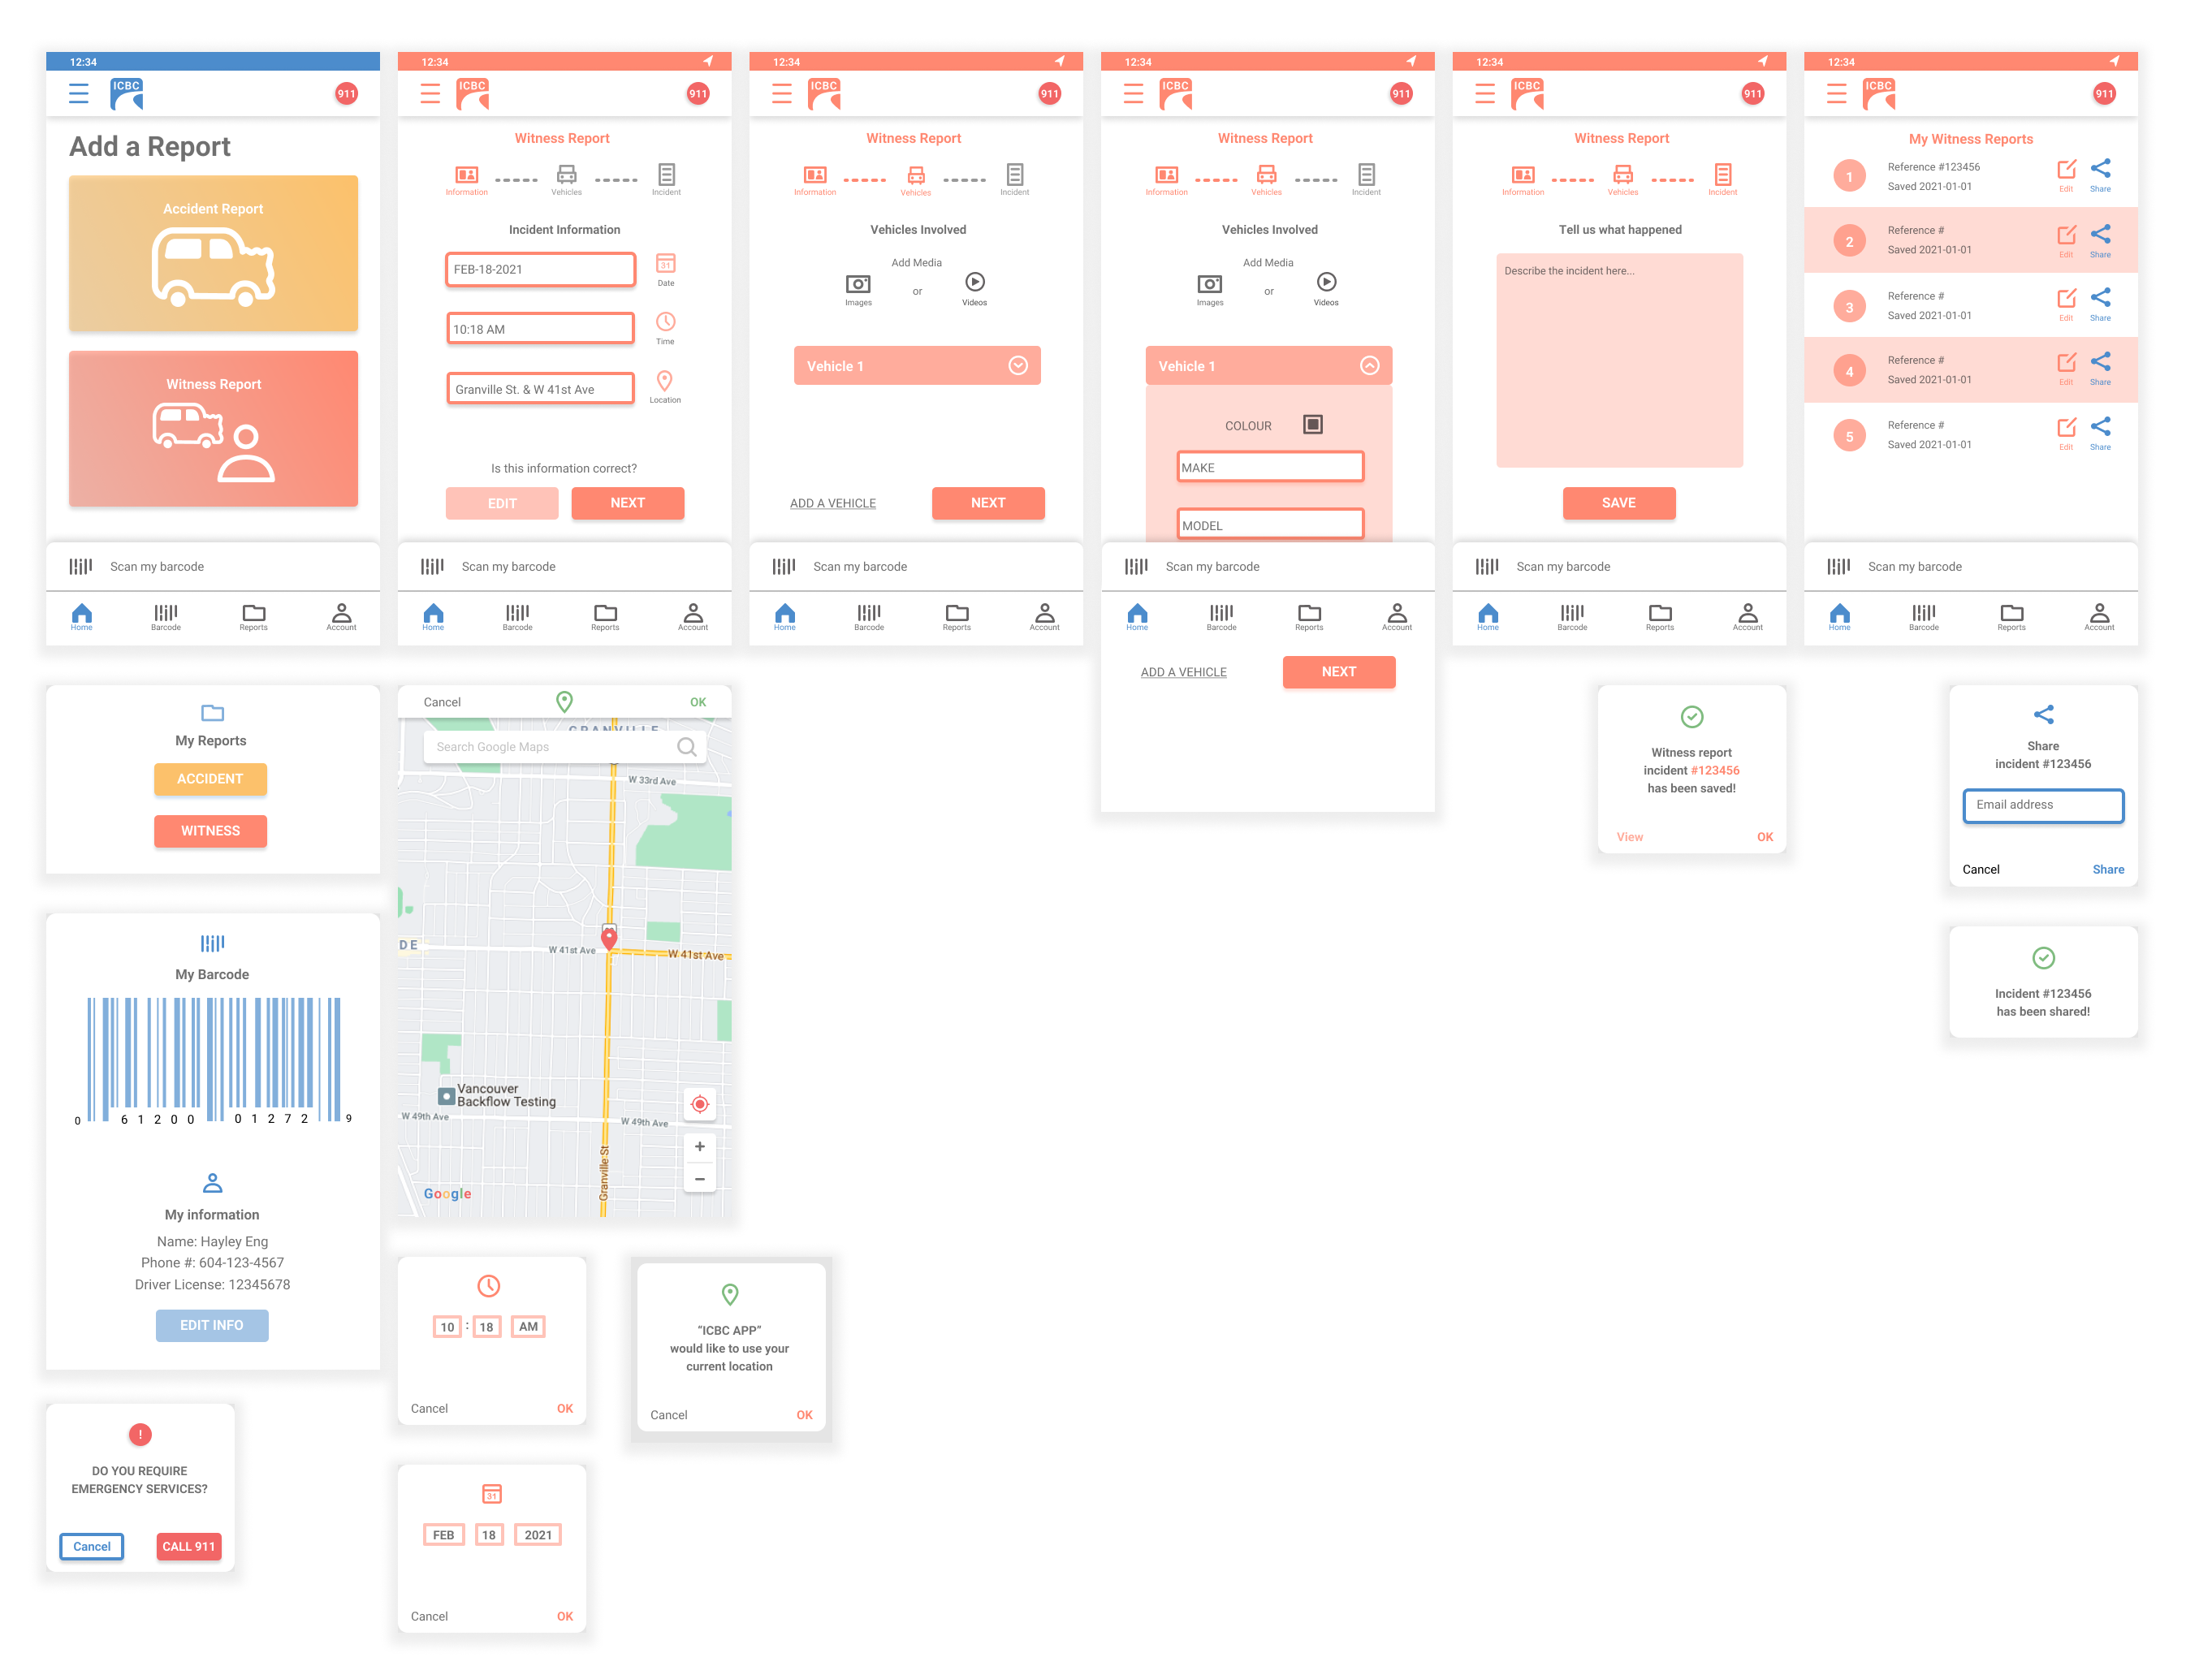 12:34
ICBC
911
Add a Report
Accident Report
Witness Report
Scan my barcode
Home Barcode Reports Account
12:34
ICBC
911
Witness Report
Information Vehicles Incident
Incident Information
FEB-18-2021
31
Date
10:18 AM
Time
Granville St. & W 41st Ave
Location
Is this information correct?
EDIT NEXT
Scan my barcode
Home Barcode Reports Account
12:34
ICBC
911
Witness Report
Information Vehicles Incident
Vehicles Involved
Add Media
Images or Videos
Vehicle 1
ADD A VEHICLE NEXT
Scan my barcode
Home Barcode Reports Account
12:34
ICBC
911
Witness Report
Information Vehicles Incident
Vehicles Involved
Add Media
Images or Videos
Vehicle 1
COLOUR
MAKE
MODEL
Scan my barcode
Home Barcode Reports Account
ADD A VEHICLE NEXT
12:34
ICBC
911
Witness Report
Information Vehicles Incident
Tell us what happened
Describe the incident here...
SAVE
Scan my barcode
Home Barcode Reports Account
12:34
ICBC
911
My Witness Reports
1 Reference #123456
Saved 2021-01-01
Edit Share
2 Reference #
Saved 2021-01-01
Edit Share
3 Reference #
Saved 2021-01-01
Edit Share
4 Reference #
Saved 2021-01-01
Edit Share
5 Reference #
Saved 2021-01-01
Edit Share
Scan my barcode
Home Barcode Reports Account
My Reports
ACCIDENT
WITNESS
My Barcode
0 61200 01272 9
My information
Name: Hayley Eng
Phone #: 604-123-4567
Driver License: 12345678
EDIT INFO
!
DO YOU REQUIRE
EMERGENCY SERVICES?
Cancel CALL 911
Cancel OK
GRANVILLE
Search Google Maps
W 33rd Ave
DE
W 41st Ave
W 41st Ave
Vancouver
Backflow Testing
W 49th Ave
W 49th Ave
Granville St
+
−
Google
10 : 18 AM
Cancel OK
“ICBC APP”
would like to use your
current location
Cancel OK
31
FEB 18 2021
Cancel OK
Witness report
incident #123456
has been saved!
View OK
Share
incident #123456
Email address
Cancel Share
Incident #123456
has been shared!